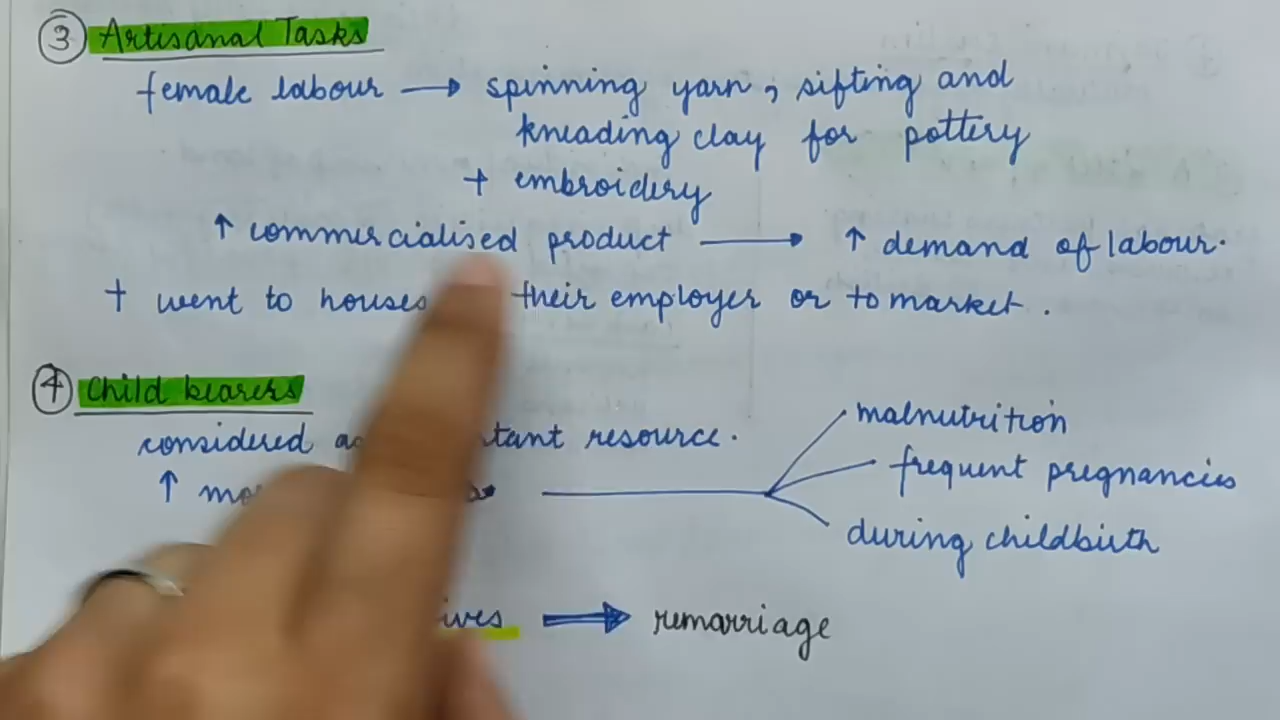 ③ Artisanal Tasks
female labour → spinning yarn, sifting and
kneading clay for pottery
+ embroidery
↑ commercialised product → ↑ demand of labour.
+ went to houses their employer or to market.
④ Child bearers
considered resource.
↑
malnutrition
frequent pregnancies
during childbirth
→ remarriage